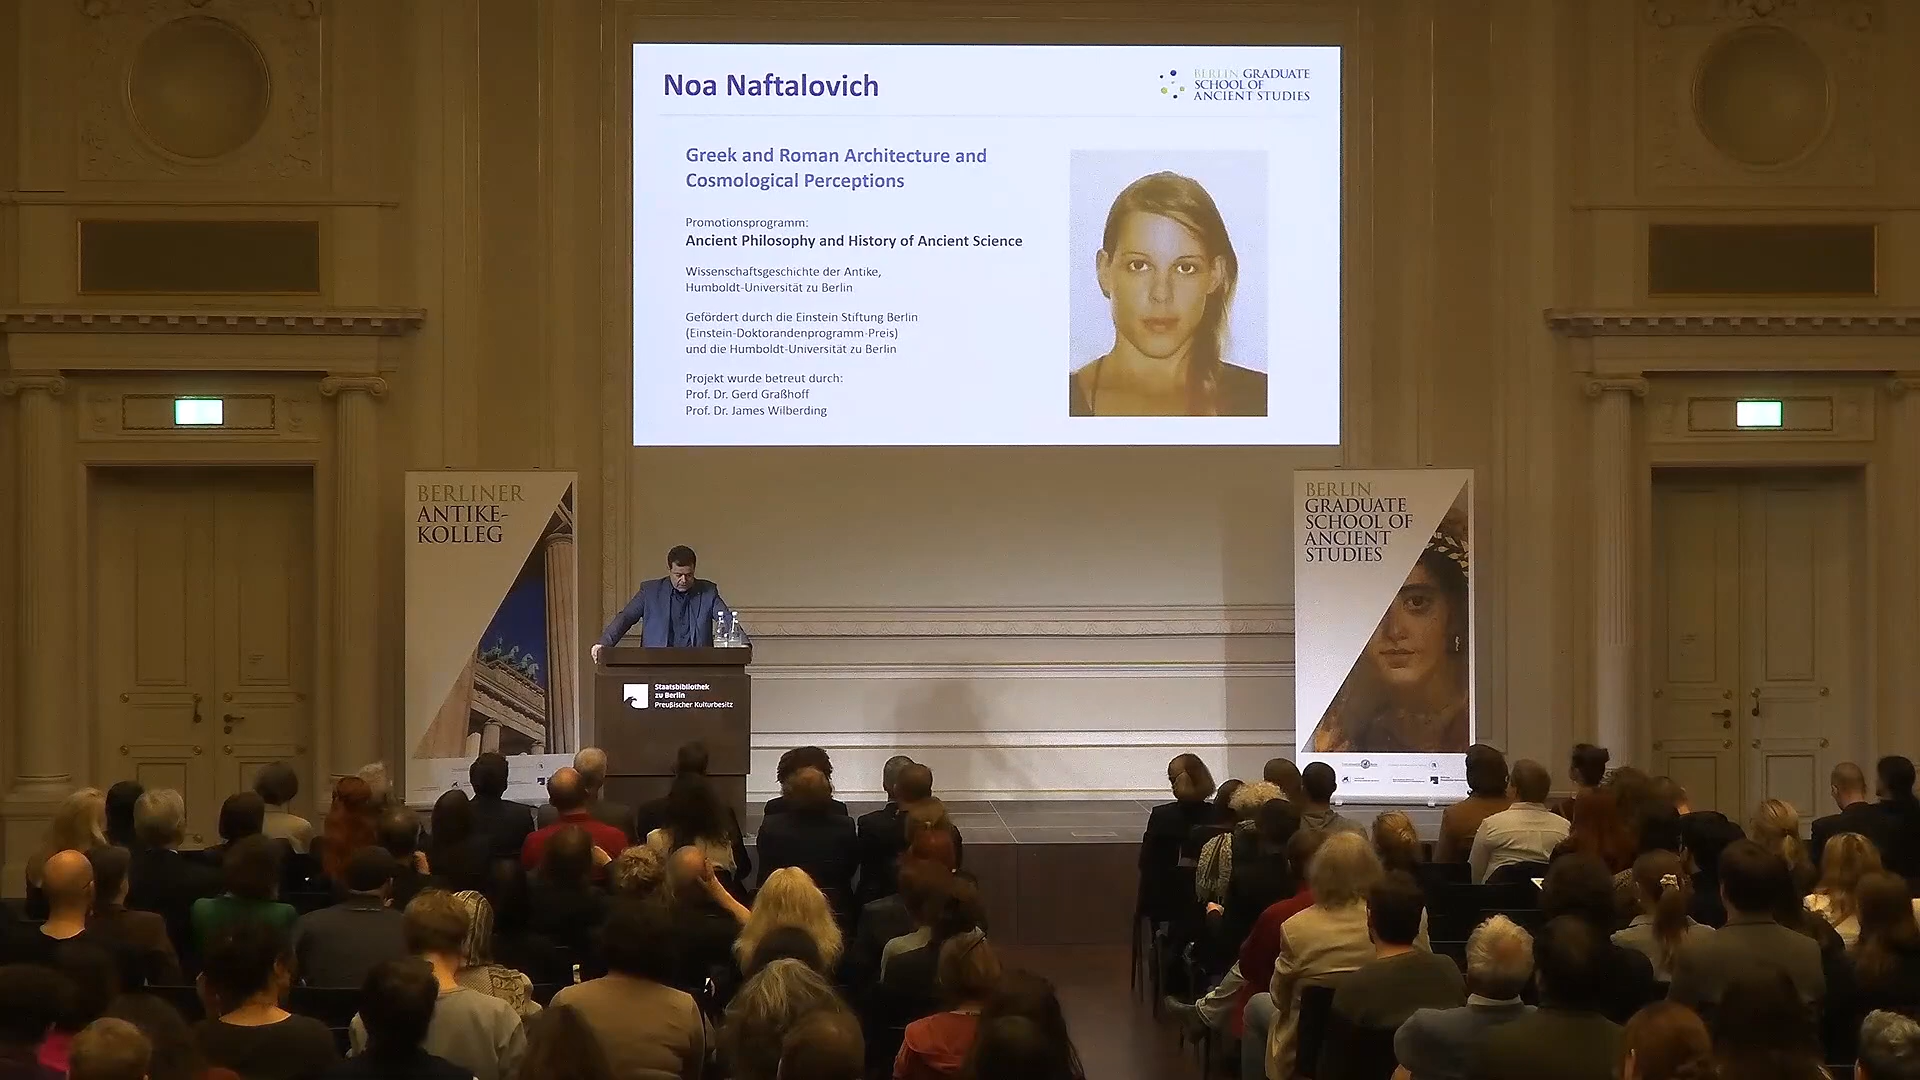 Noa Naftalovich
BERLIN GRADUATE
SCHOOL OF
ANCIENT STUDIES
Greek and Roman Architecture and
Cosmological Perceptions
Promotionsprogramm:
Ancient Philosophy and History of Ancient Science
Wissenschaftsgeschichte der Antike,
Humboldt-Universität zu Berlin
Gefördert durch die Einstein Stiftung Berlin
(Einstein-Doktorandenprogramm-Preis)
und die Humboldt-Universität zu Berlin
Projekt wurde betreut durch:
Prof. Dr. Gerd Graßhoff
Prof. Dr. James Wilberding
BERLINER
ANTIKE-
KOLLEG
BERLIN
GRADUATE
SCHOOL OF
ANCIENT
STUDIES
Staatsbibliothek
zu Berlin
Preußischer Kulturbesitz